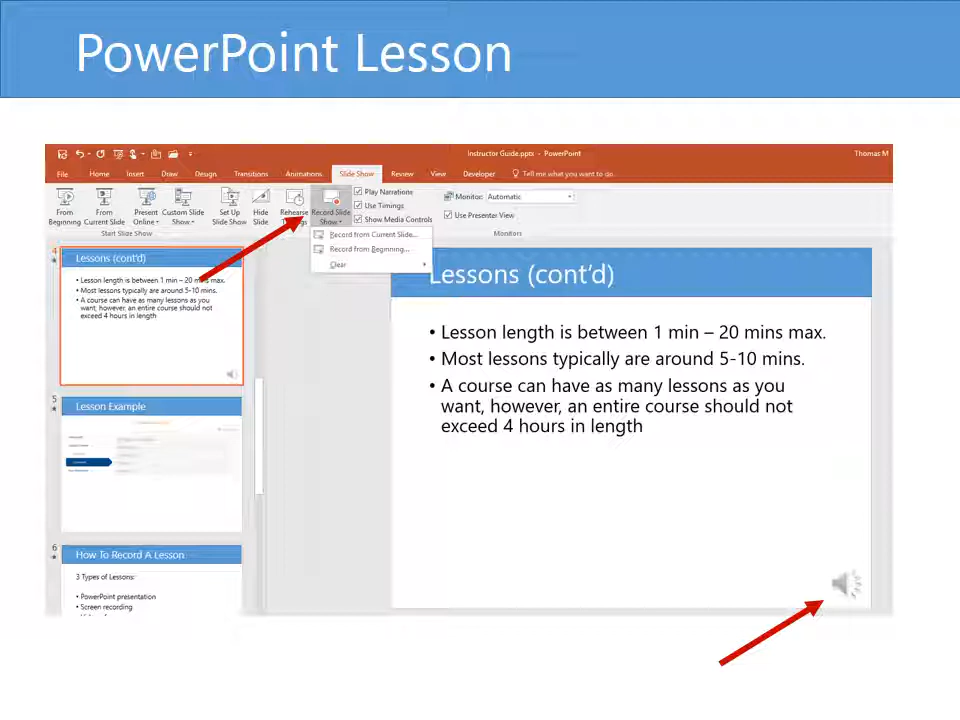 PowerPoint Lesson
Instructor Guide.pptx - PowerPoint
Thomas M
File Home Insert Draw Design Transitions Animations Slide Show Review View Developer Tell me what you want to do
From Beginning
From Current Slide
Present Online
Custom Slide Show
Set Up Slide Show
Hide Slide
Rehearse
Record Slide Show
Play Narrations
Use Timings
Show Media Controls
Monitor: Automatic
Use Presenter View
Start Slide Show
Monitors
Record from Current Slide...
Record from Beginning...
Clear
4
Lessons (cont'd)
• Lesson length is between 1 min – 20 mins max.
• Most lessons typically are around 5-10 mins.
• A course can have as many lessons as you
want, however, an entire course should not
exceed 4 hours in length
5
Lesson Example
6
How To Record A Lesson
3 Types of Lessons:
• PowerPoint presentation
• Screen recording
Lessons (cont'd)
• Lesson length is between 1 min – 20 mins max.
• Most lessons typically are around 5-10 mins.
• A course can have as many lessons as you
want, however, an entire course should not
exceed 4 hours in length